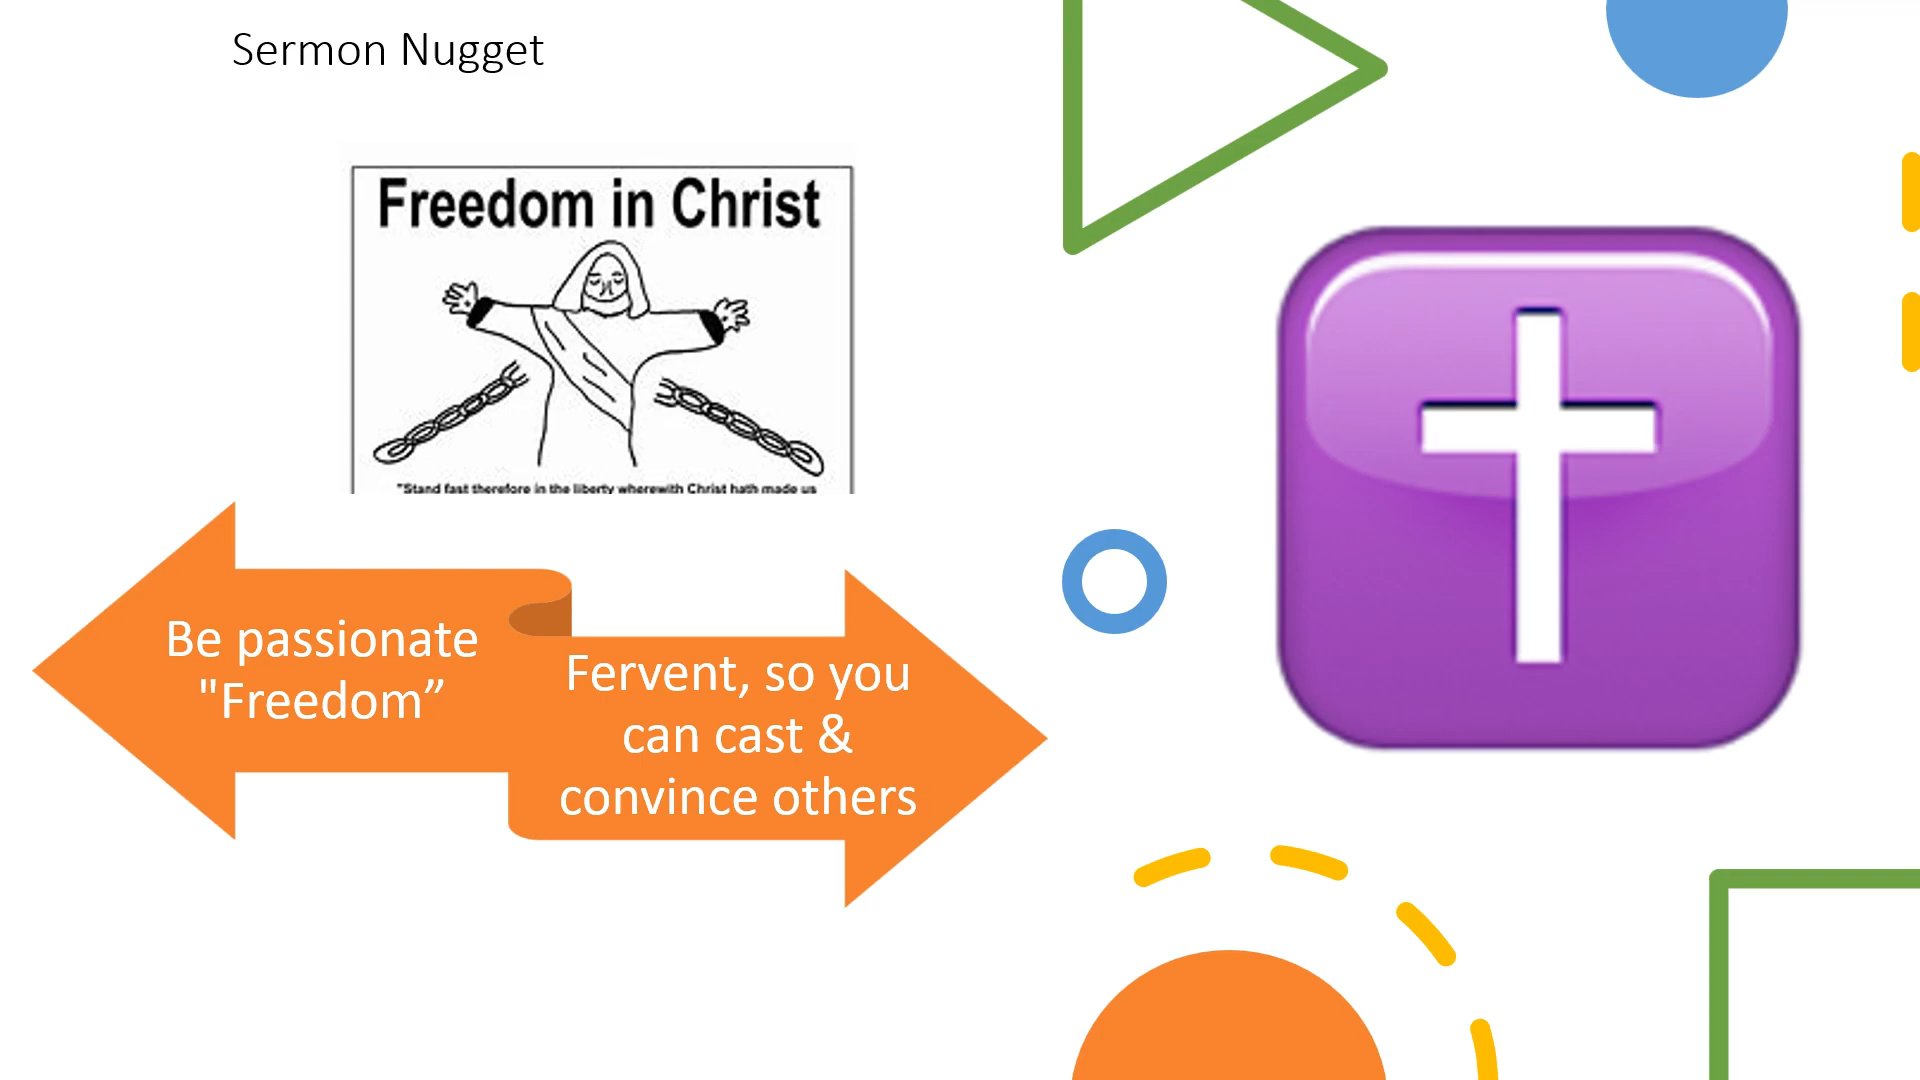 Sermon Nugget
Freedom in Christ
"Stand fast therefore in the liberty wherewith Christ hath made us
Be passionate
"Freedom”
Fervent, so you
can cast &
convince others